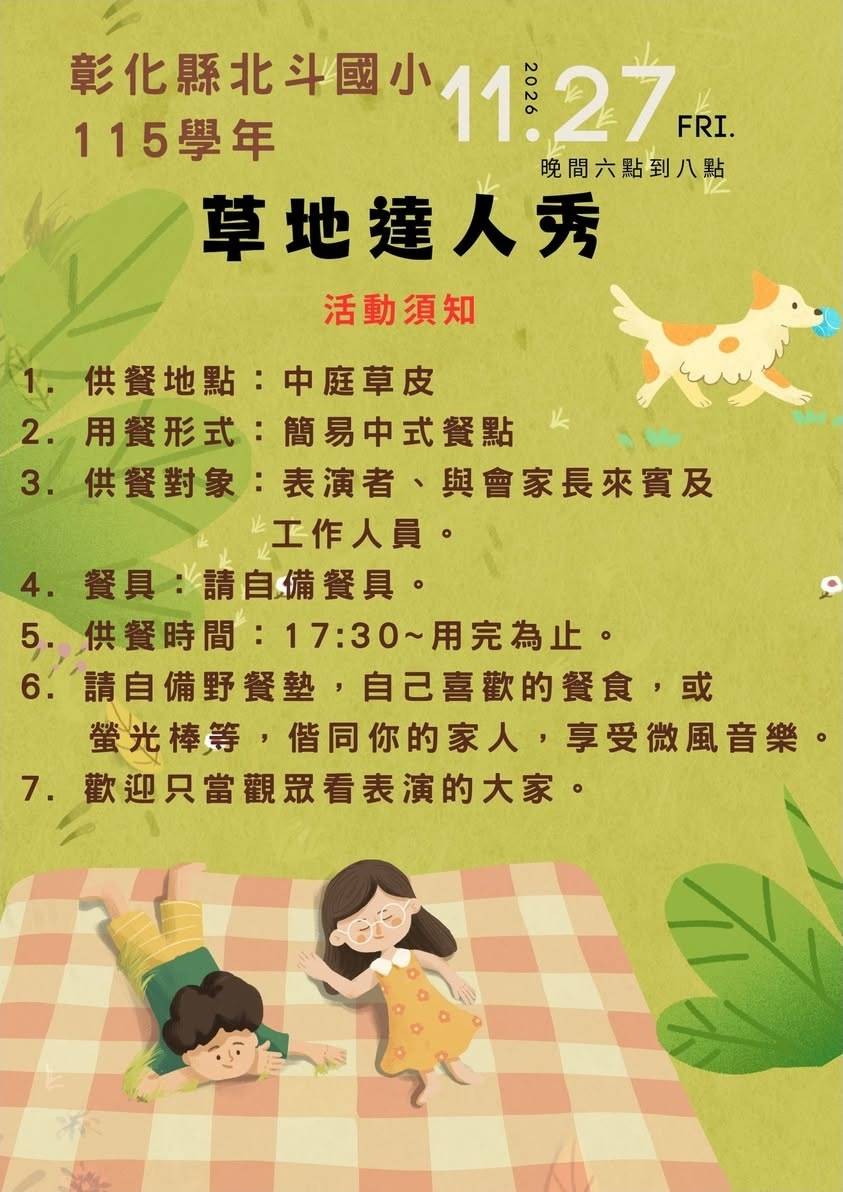 彰化縣北斗國小
115學年
11.27
2026
FRI.
晚間六點到八點
草地達人秀
活動須知
1. 供餐地點：中庭草皮
2. 用餐形式：簡易中式餐點
3. 供餐對象：表演者、與會家長來賓及
工作人員。
4. 餐具：請自備餐具。
5. 供餐時間：17:30~用完為止。
6. 請自備野餐墊，自己喜歡的餐食，或
螢光棒等，偕同你的家人，享受微風音樂。
7. 歡迎只當觀眾看表演的大家。